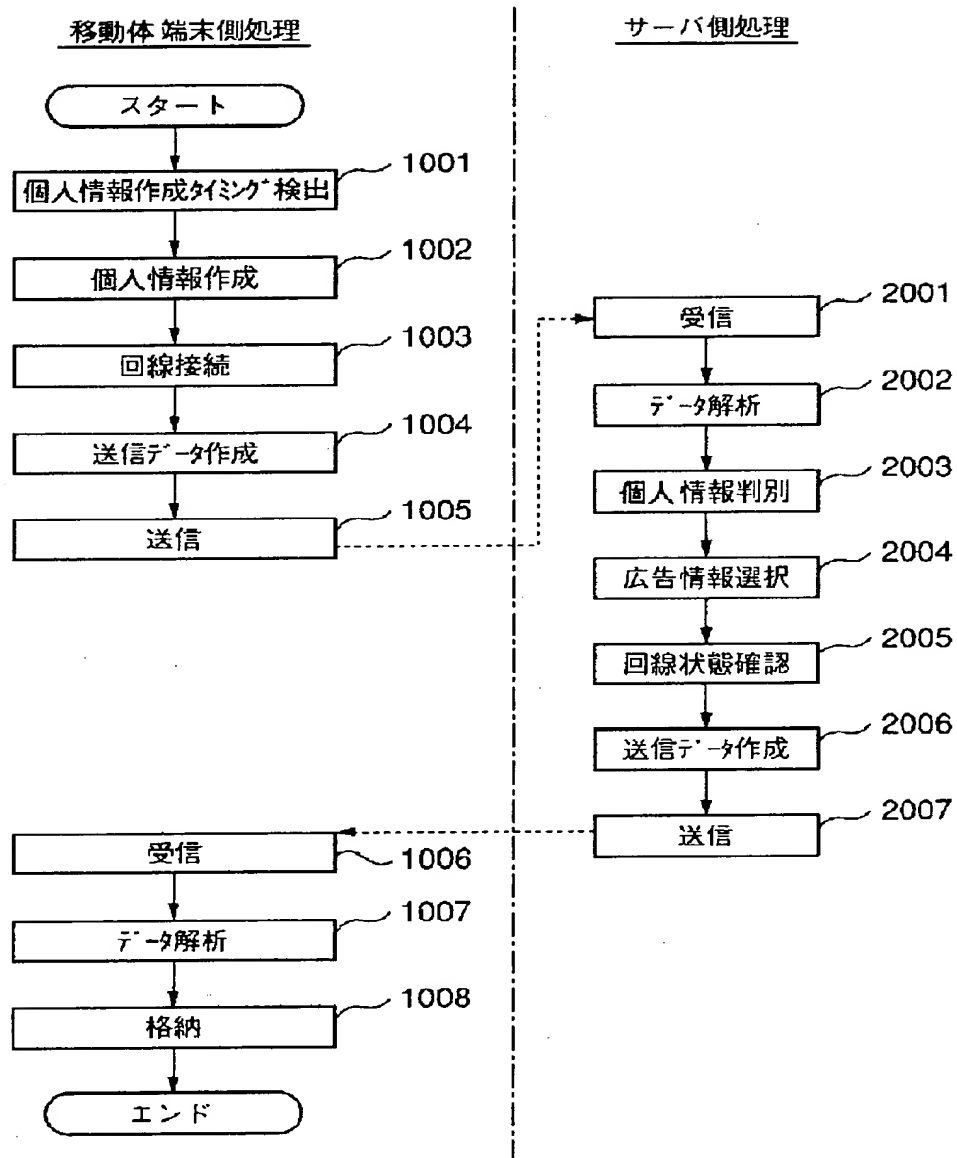 移動体端末側処理
スタート
個人情報作成ﾀｲﾐﾝｸﾞ検出
1001
個人情報作成
1002
回線接続
1003
送信ﾃﾞｰﾀ作成
1004
送信
1005
受信
1006
ﾃﾞｰﾀ解析
1007
格納
1008
エンド
サーバ側処理
受信
2001
ﾃﾞｰﾀ解析
2002
個人情報判別
2003
広告情報選択
2004
回線状態確認
2005
送信ﾃﾞｰﾀ作成
2006
送信
2007